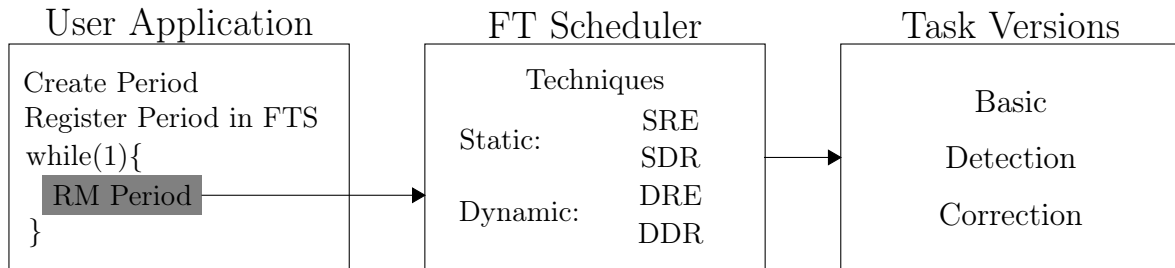 User Application
Create Period
Register Period in FTS
while(1){
RM Period
}
FT Scheduler
Techniques
Static:
SRE
SDR
Dynamic:
DRE
DDR
Task Versions
Basic
Detection
Correction